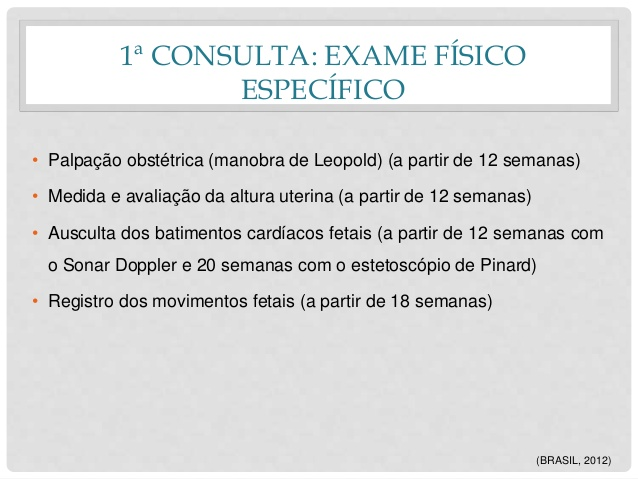 1ª CONSULTA: EXAME FÍSICO
ESPECÍFICO
• Palpação obstétrica (manobra de Leopold) (a partir de 12 semanas)
• Medida e avaliação da altura uterina (a partir de 12 semanas)
• Ausculta dos batimentos cardíacos fetais (a partir de 12 semanas com
o Sonar Doppler e 20 semanas com o estetoscópio de Pinard)
• Registro dos movimentos fetais (a partir de 18 semanas)
(BRASIL, 2012)